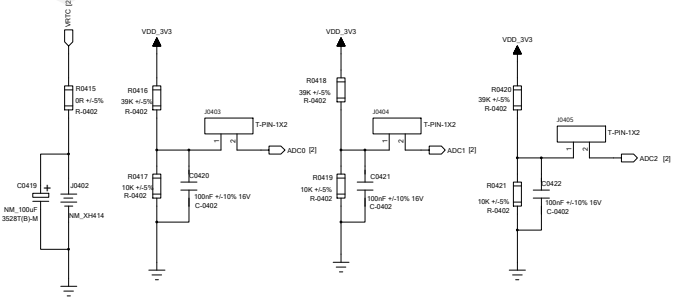 VRTC [2]
R0415
0R +/-5%
R-0402
C0419
+
NM_100uF
3528T(B)-M
J0402
NM_XH414
VDD_3V3
R0416
39K +/-5%
R-0402
J0403
T-PIN-1X2
1
2
ADC0 [2]
R0417
10K +/-5%
R-0402
C0420
100nF +/-10% 16V
C-0402
VDD_3V3
R0418
39K +/-5%
R-0402
J0404
T-PIN-1X2
1
2
ADC1 [2]
R0419
10K +/-5%
R-0402
C0421
100nF +/-10% 16V
C-0402
VDD_3V3
R0420
39K +/-5%
R-0402
J0405
T-PIN-1X2
1
2
ADC2 [2]
R0421
10K +/-5%
R-0402
C0422
100nF +/-10% 16V
C-0402